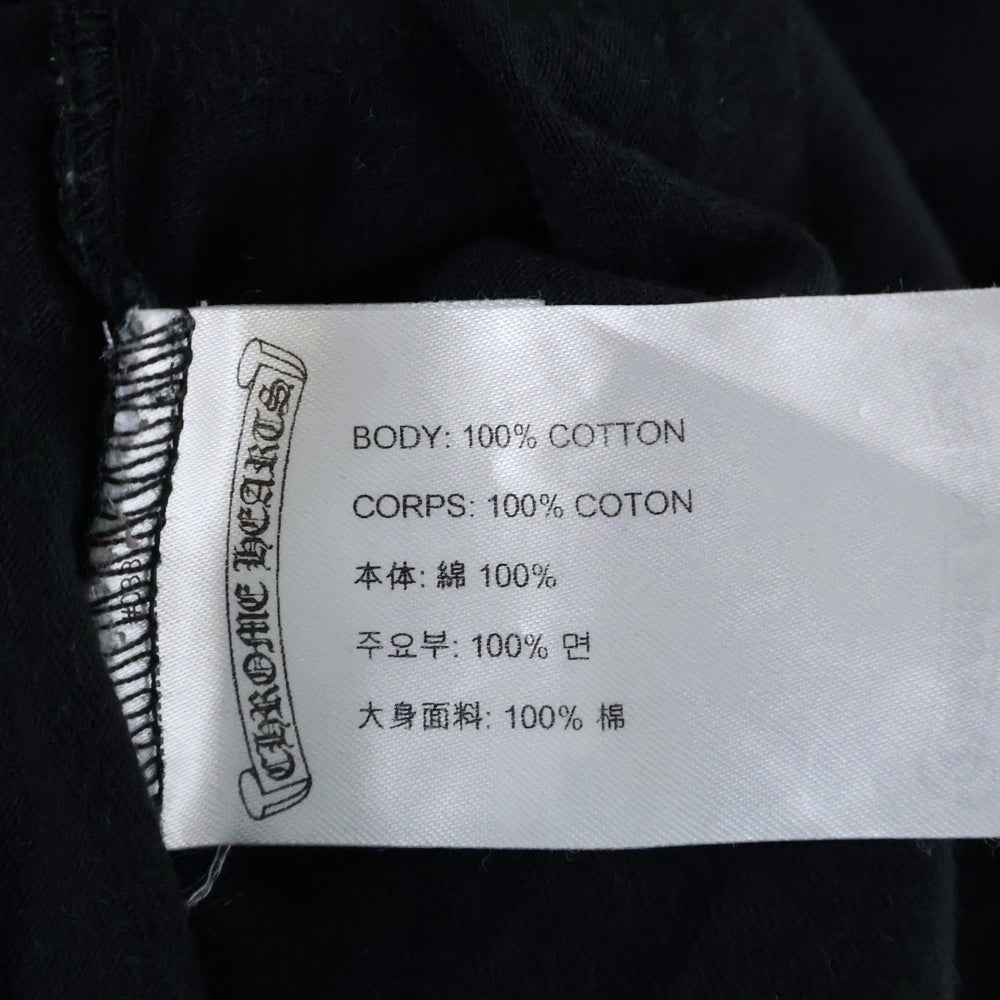 CHROME HEARTS
BODY: 100% COTTON
CORPS: 100% COTON
本体: 綿 100%
주요부: 100% 면
大身面料: 100% 棉